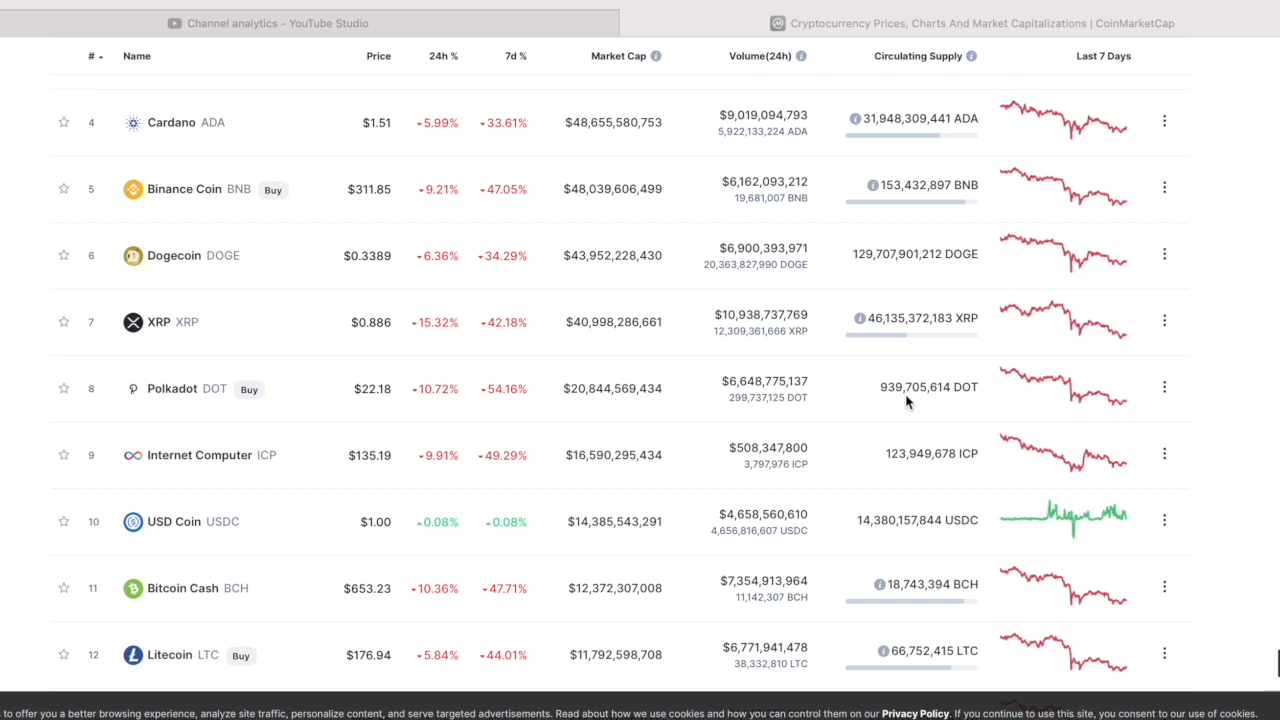 Channel analytics - YouTube Studio
Cryptocurrency Prices, Charts And Market Capitalizations | CoinMarketCap
# Name Price 24h % 7d % Market Cap Volume(24h) Circulating Supply Last 7 Days
4 Cardano ADA $1.51 5.99% 33.61% $48,655,580,753 $9,019,094,793 31,948,309,441 ADA
5,922,133,224 ADA
5 Binance Coin BNB Buy $311.85 9.21% 47.05% $48,039,606,499 $6,162,093,212 153,432,897 BNB
19,681,007 BNB
6 Dogecoin DOGE $0.3389 6.36% 34.29% $43,952,228,430 $6,900,393,971 129,707,901,212 DOGE
20,363,827,990 DOGE
7 XRP XRP $0.886 15.32% 42.18% $40,998,286,661 $10,938,737,769 46,135,372,183 XRP
12,309,361,666 XRP
8 Polkadot DOT Buy $22.18 10.72% 54.16% $20,844,569,434 $6,648,775,137 939,705,614 DOT
299,737,125 DOT
9 Internet Computer ICP $135.19 9.91% 49.29% $16,590,295,434 $508,347,800 123,949,678 ICP
3,797,976 ICP
10 USD Coin USDC $1.00 0.08% 0.08% $14,385,543,291 $4,658,560,610 14,380,157,844 USDC
4,656,816,607 USDC
11 Bitcoin Cash BCH $653.23 10.36% 47.71% $12,372,307,008 $7,354,913,964 18,743,394 BCH
11,142,307 BCH
12 Litecoin LTC Buy $176.94 5.84% 44.01% $11,792,598,708 $6,771,941,478 66,752,415 LTC
38,332,810 LTC
to offer you a better browsing experience, analyze site traffic, personalize content, and serve targeted advertisements. Read about how we use cookies and how you can control them on our Privacy Policy. If you continue to use this site, you consent to our use of cookies.